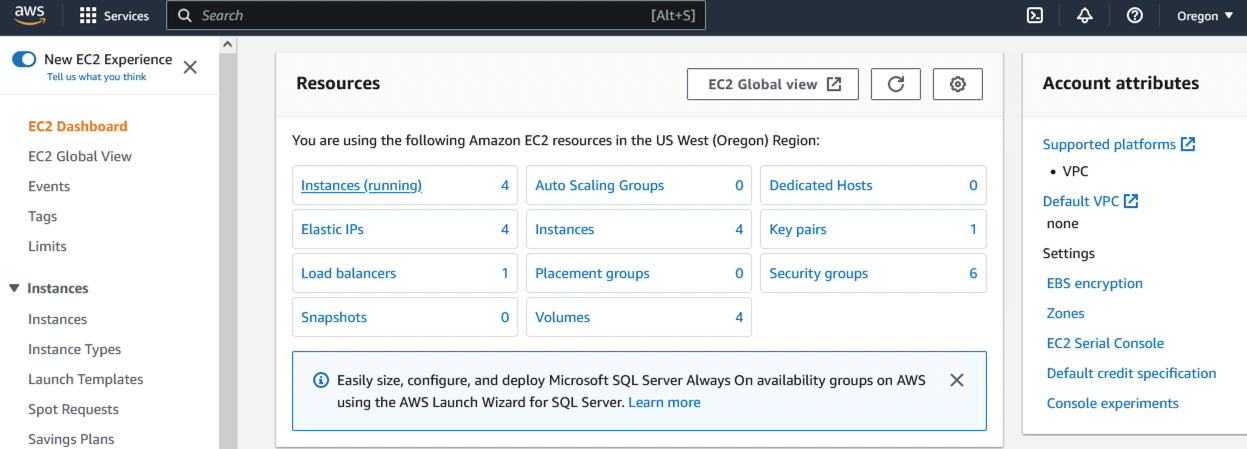 aws
Services
Search
[Alt+S]
Oregon ▼
New EC2 Experience
Tell us what you think
EC2 Dashboard
EC2 Global View
Events
Tags
Limits
▼ Instances
Instances
Instance Types
Launch Templates
Spot Requests
Savings Plans
Resources
EC2 Global view
You are using the following Amazon EC2 resources in the US West (Oregon) Region:
Instances (running) 4
Auto Scaling Groups 0
Dedicated Hosts 0
Elastic IPs 4
Instances 4
Key pairs 1
Load balancers 1
Placement groups 0
Security groups 6
Snapshots 0
Volumes 4
Easily size, configure, and deploy Microsoft SQL Server Always On availability groups on AWS
using the AWS Launch Wizard for SQL Server. Learn more
Account attributes
Supported platforms
• VPC
Default VPC
none
Settings
EBS encryption
Zones
EC2 Serial Console
Default credit specification
Console experiments